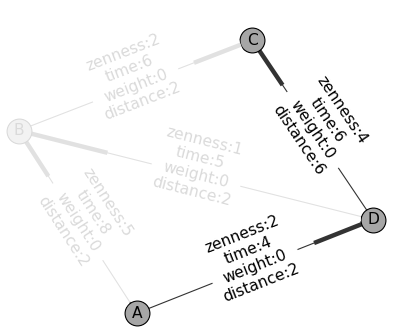 C
zenness:2
time:6
weight:0
distance:2
zenness:4
time:6
weight:0
distance:6
B
zenness:1
time:5
weight:0
distance:2
zenness:5
time:8
weight:0
distance:2
D
zenness:2
time:4
weight:0
distance:2
A